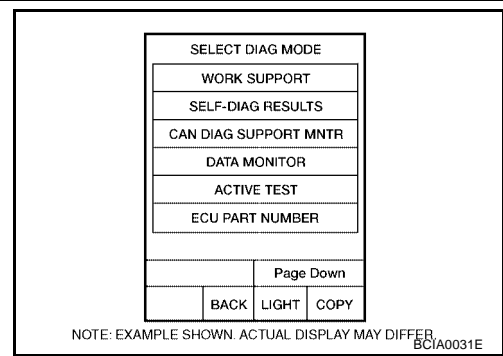 SELECT DIAG MODE
WORK SUPPORT
SELF-DIAG RESULTS
CAN DIAG SUPPORT MNTR
DATA MONITOR
ACTIVE TEST
ECU PART NUMBER
Page Down
BACK LIGHT COPY
NOTE: EXAMPLE SHOWN. ACTUAL DISPLAY MAY DIFFER.
BCIA0031E